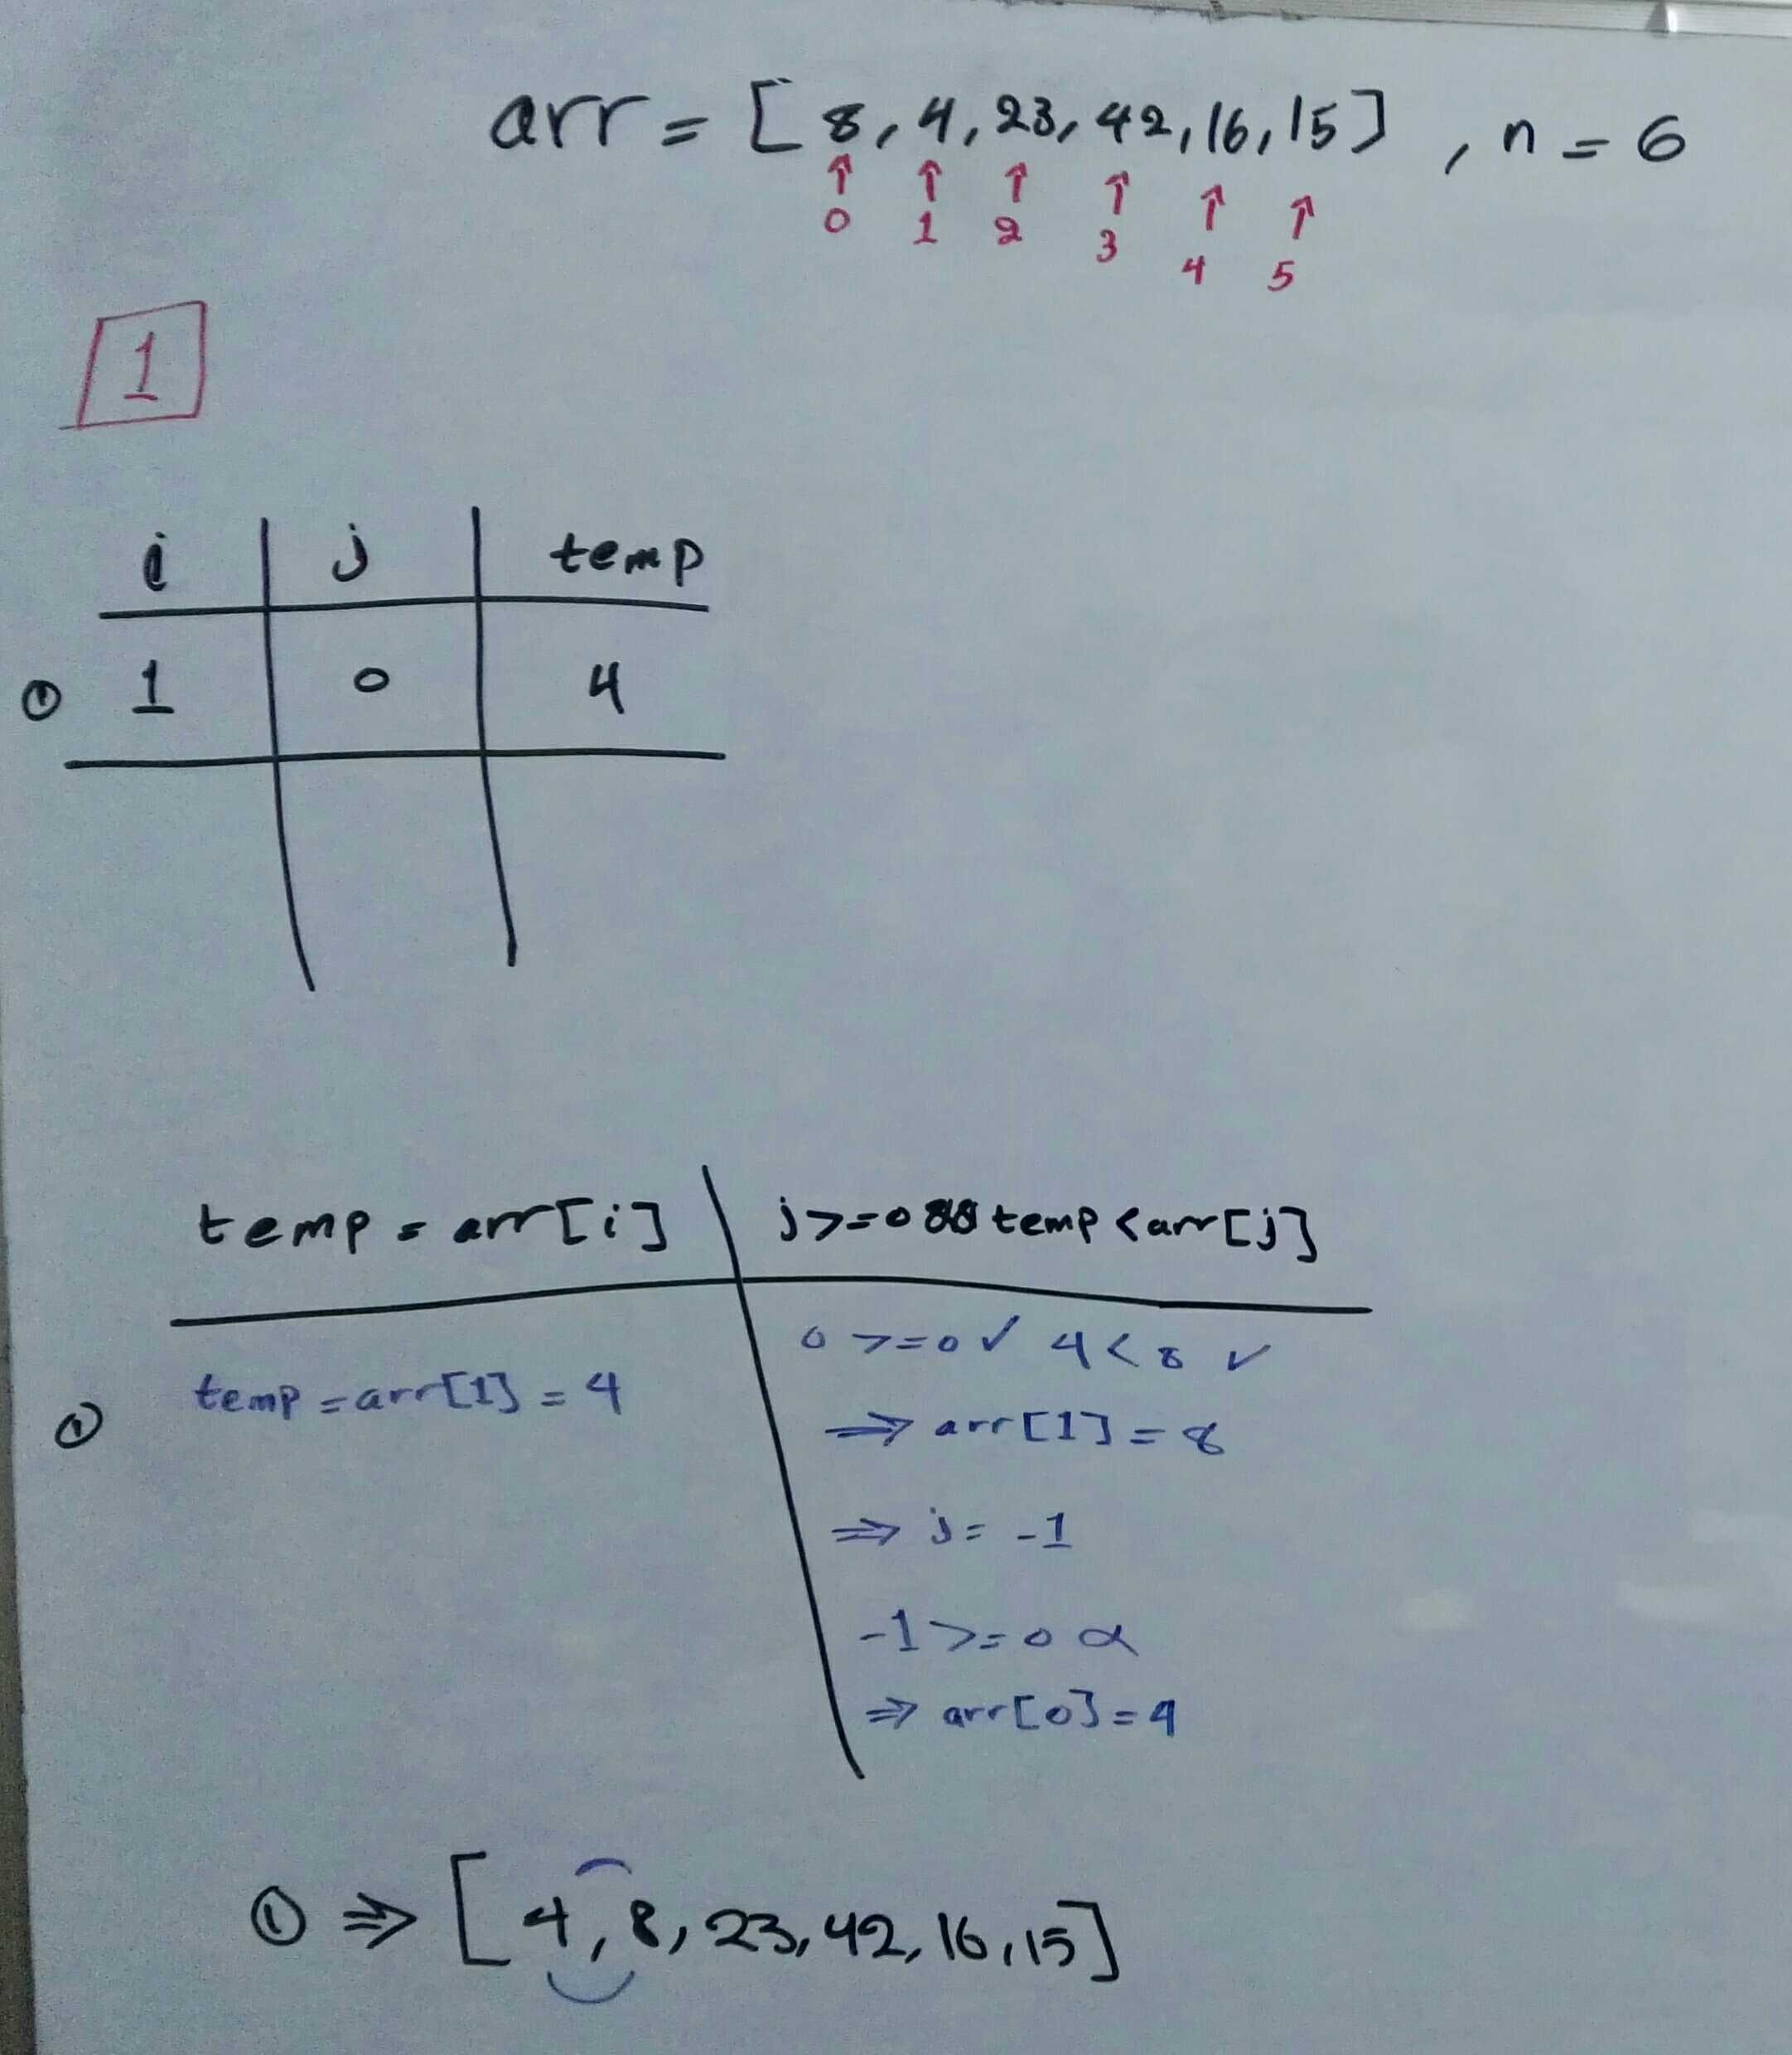 arr = [ 8, 4, 23, 42, 16, 15 ] , n = 6
↑ ↑ ↑ ↑ ↑ ↑
0 1 2 3 4 5
1
i j temp
① 1 0 4
temp = arr[i] j>=0 && temp < arr[j]
0 >=0 ✓ 4 < 8 ✓
① temp = arr[1] = 4
⇒ arr[1] = 8
⇒ j = -1
-1 >= 0 x
⇒ arr[0] = 4
① ⇒ [ 4, 8, 23, 42, 16, 15 ]